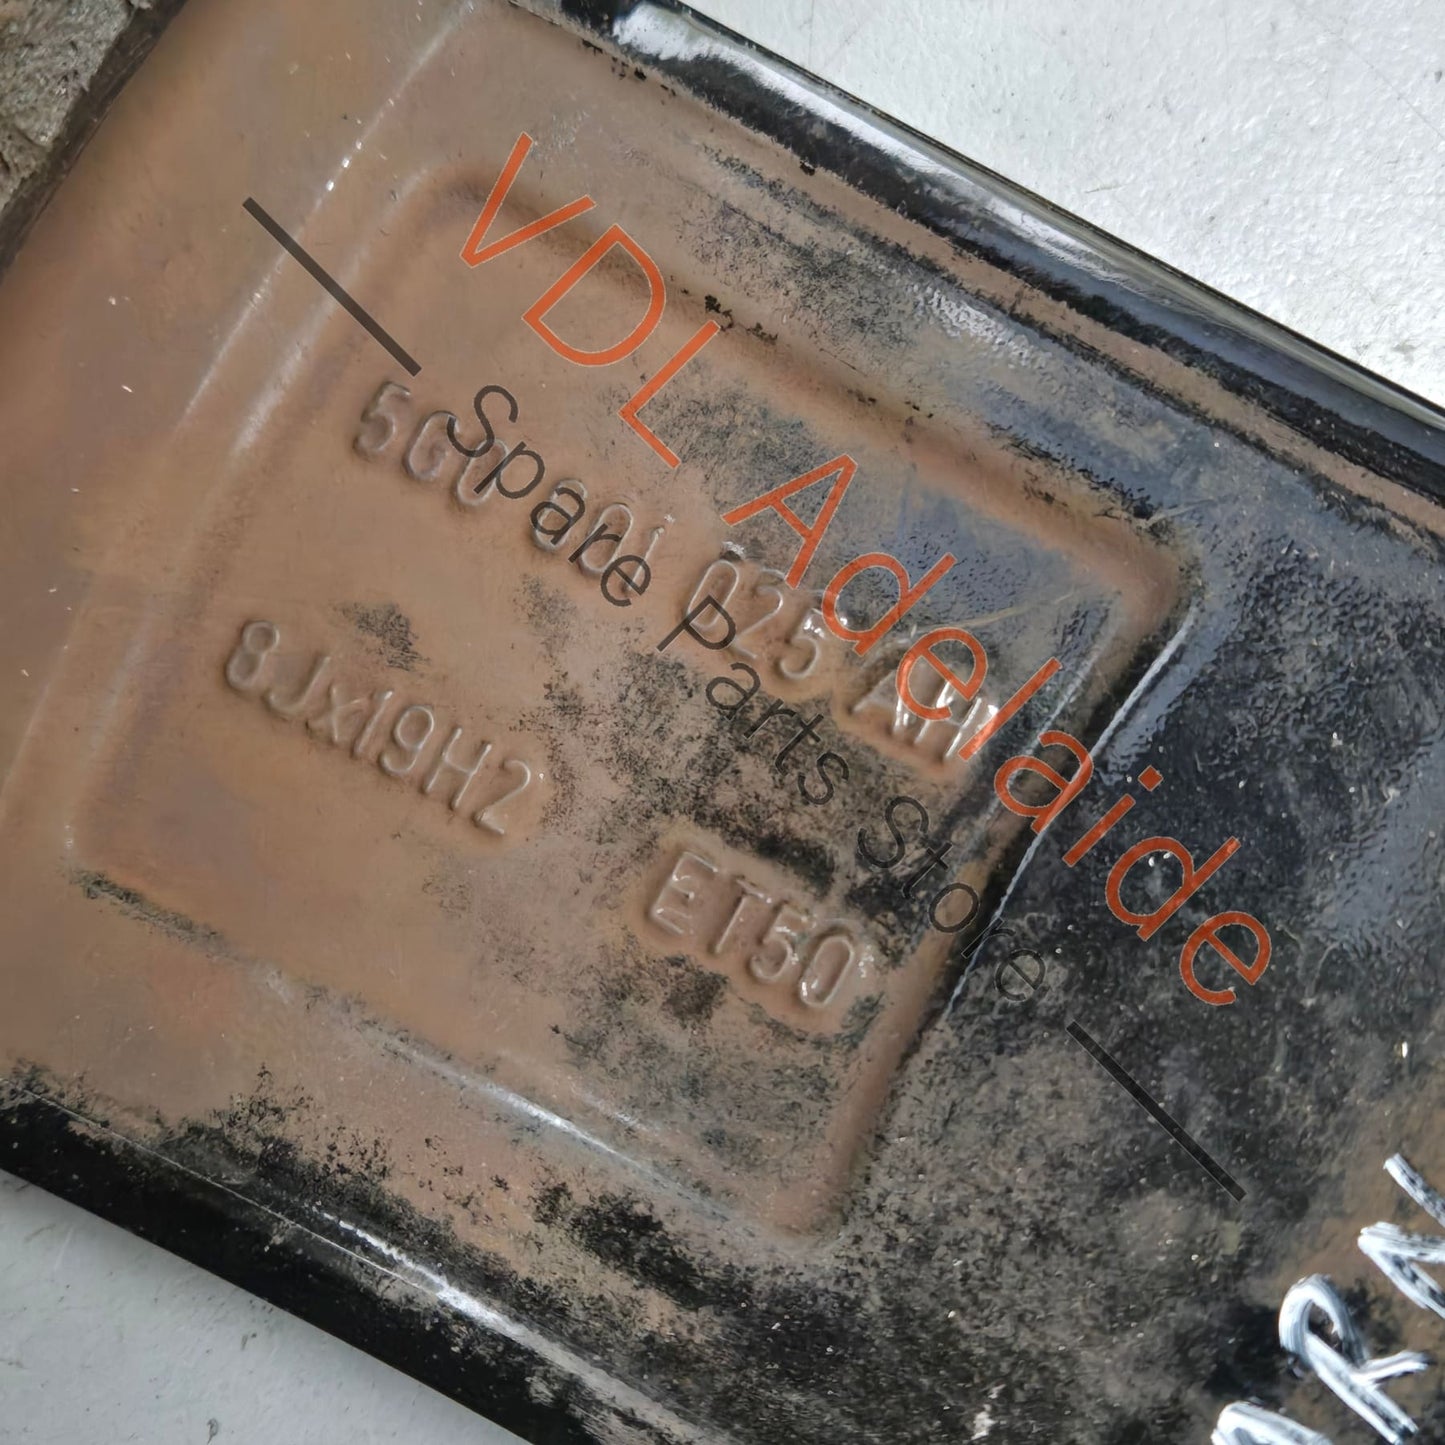 VDL Adelaide
Spare Parts Store
5G0 601 025 AH
8Jx19H2
ET50